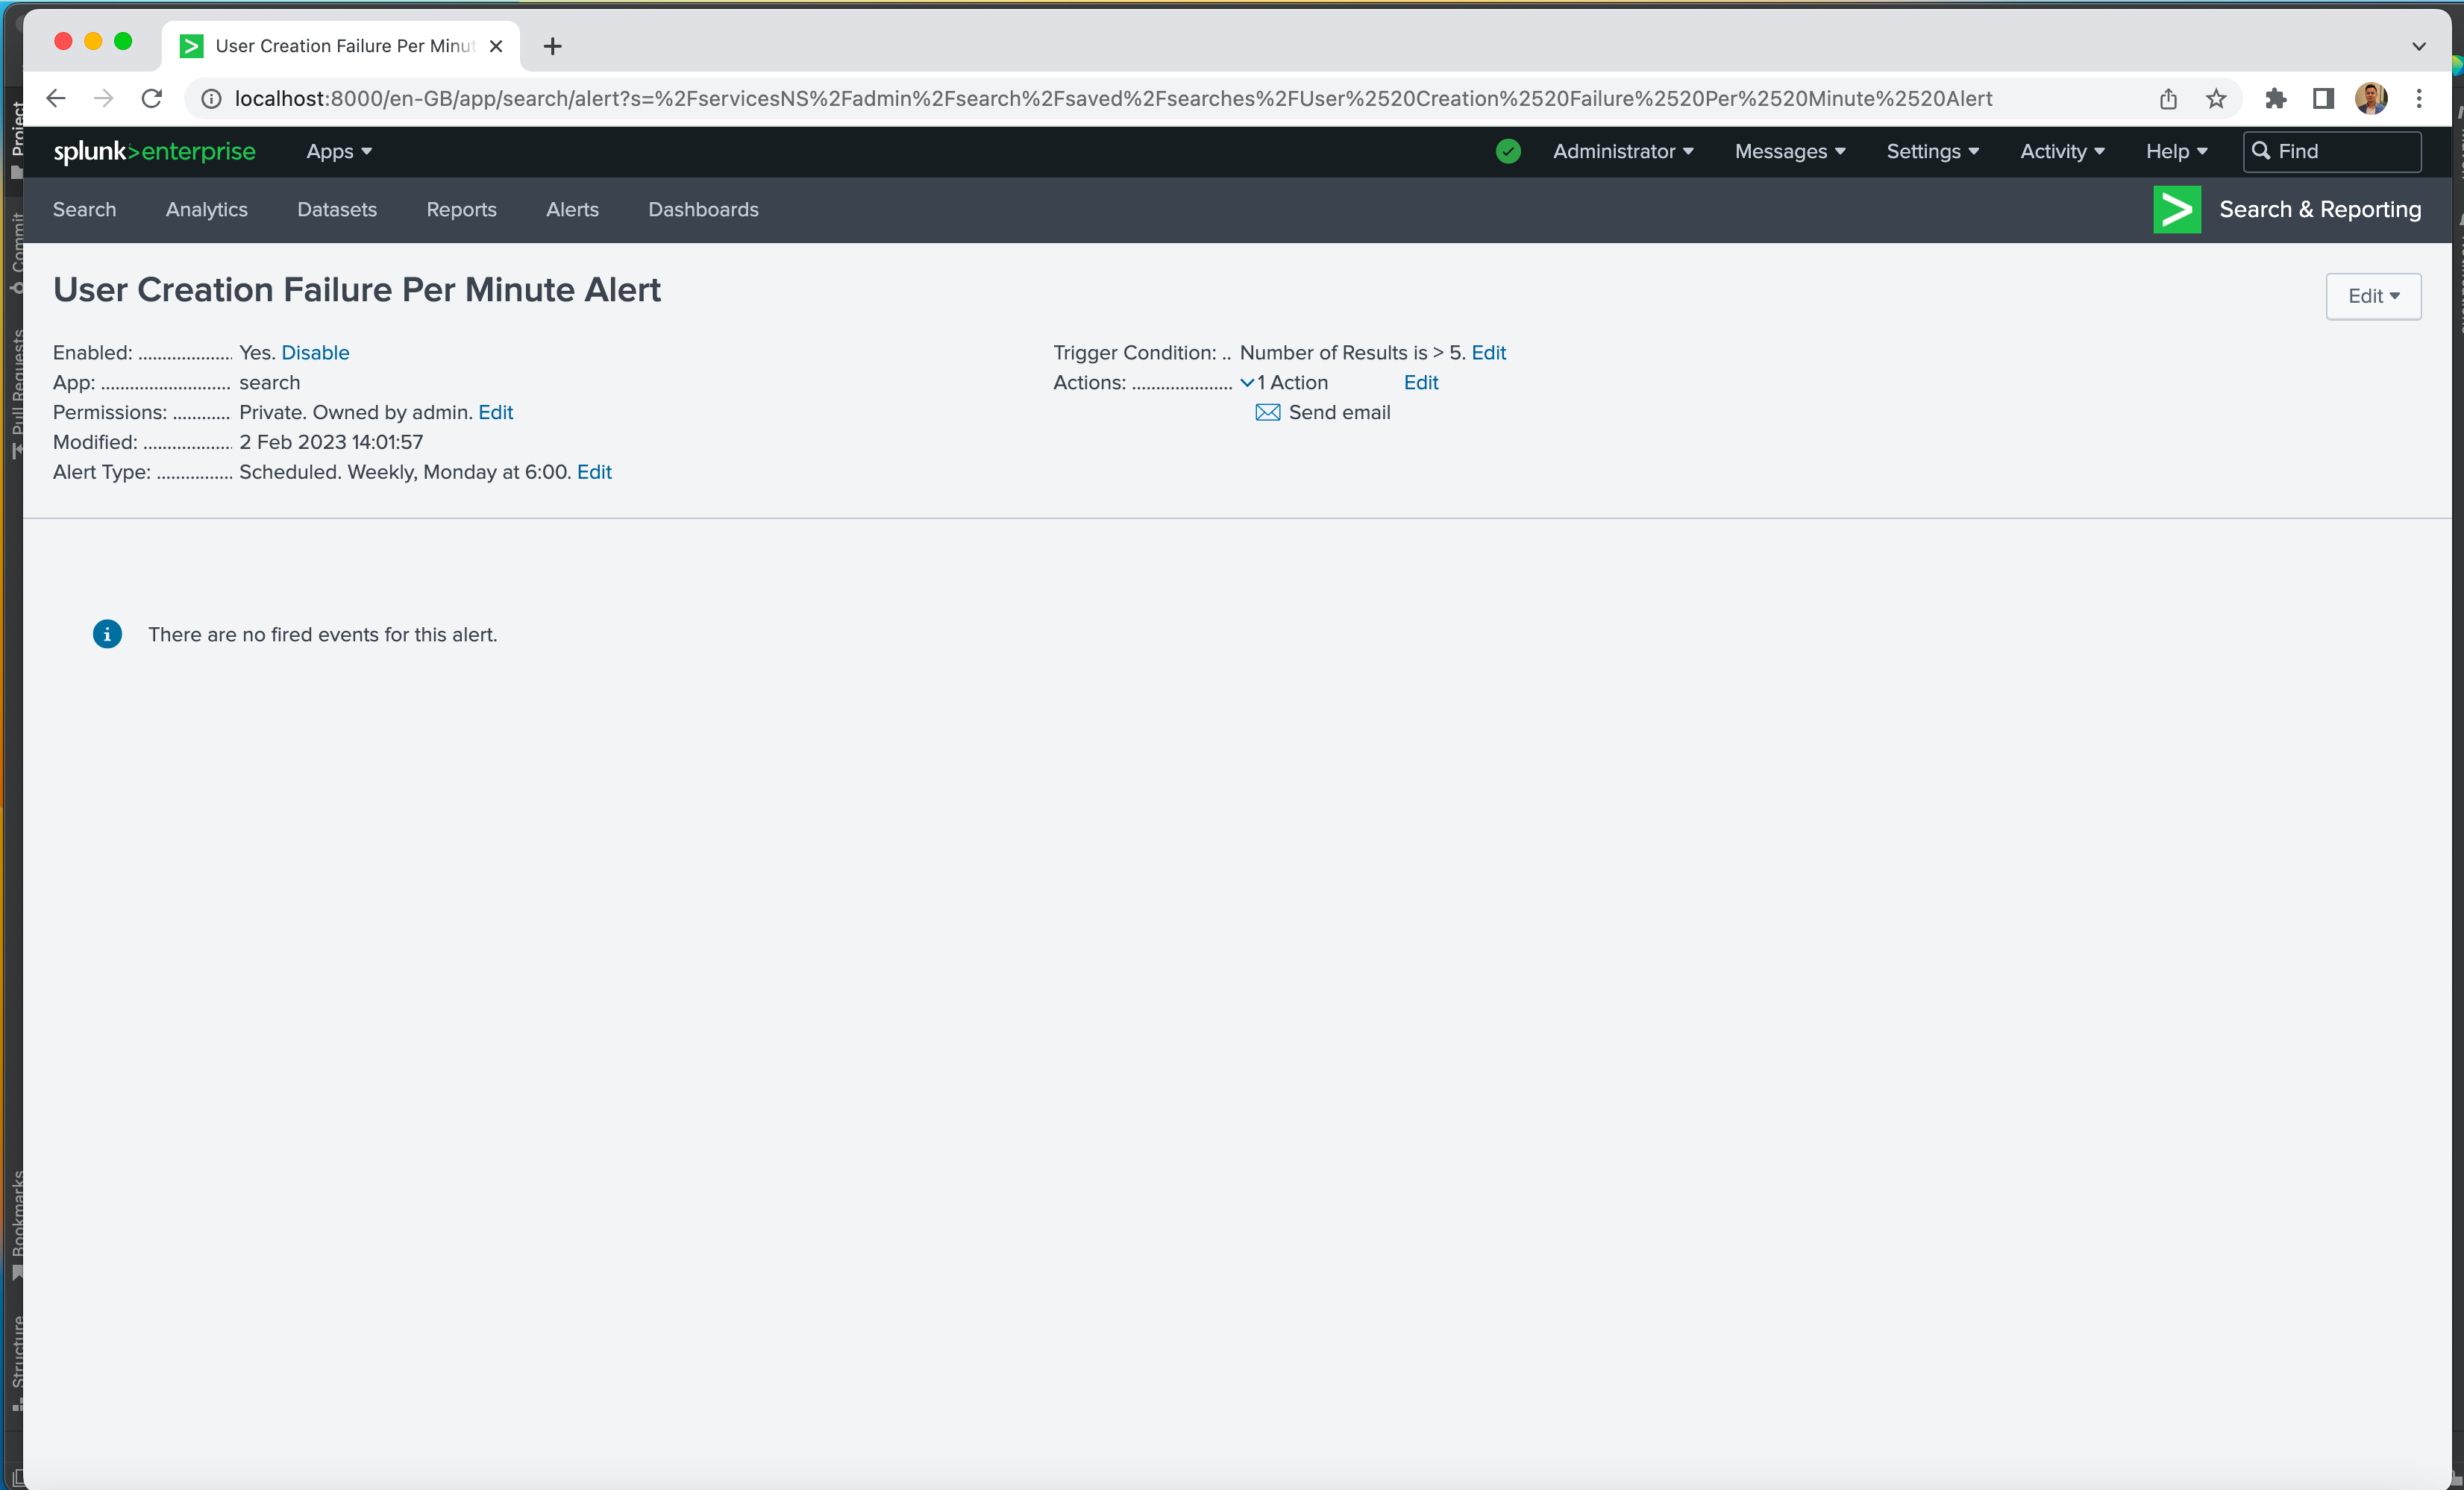 User Creation Failure Per Minut
localhost:8000/en-GB/app/search/alert?s=%2FservicesNS%2Fadmin%2Fsearch%2Fsaved%2Fsearches%2FUser%2520Creation%2520Failure%2520Per%2520Minute%2520Alert
splunk>enterprise Apps Administrator Messages Settings Activity Help Find
Search Analytics Datasets Reports Alerts Dashboards Search & Reporting
User Creation Failure Per Minute Alert
Edit
Enabled: ................... Yes. Disable
App: .......................... search
Permissions: ............ Private. Owned by admin. Edit
Modified: .................. 2 Feb 2023 14:01:57
Alert Type: ............... Scheduled. Weekly, Monday at 6:00. Edit
Trigger Condition: .. Number of Results is > 5. Edit
Actions: .................... 1 Action Edit
Send email
There are no fired events for this alert.
Project
Commit
Pull Requests
Bookmarks
Structure